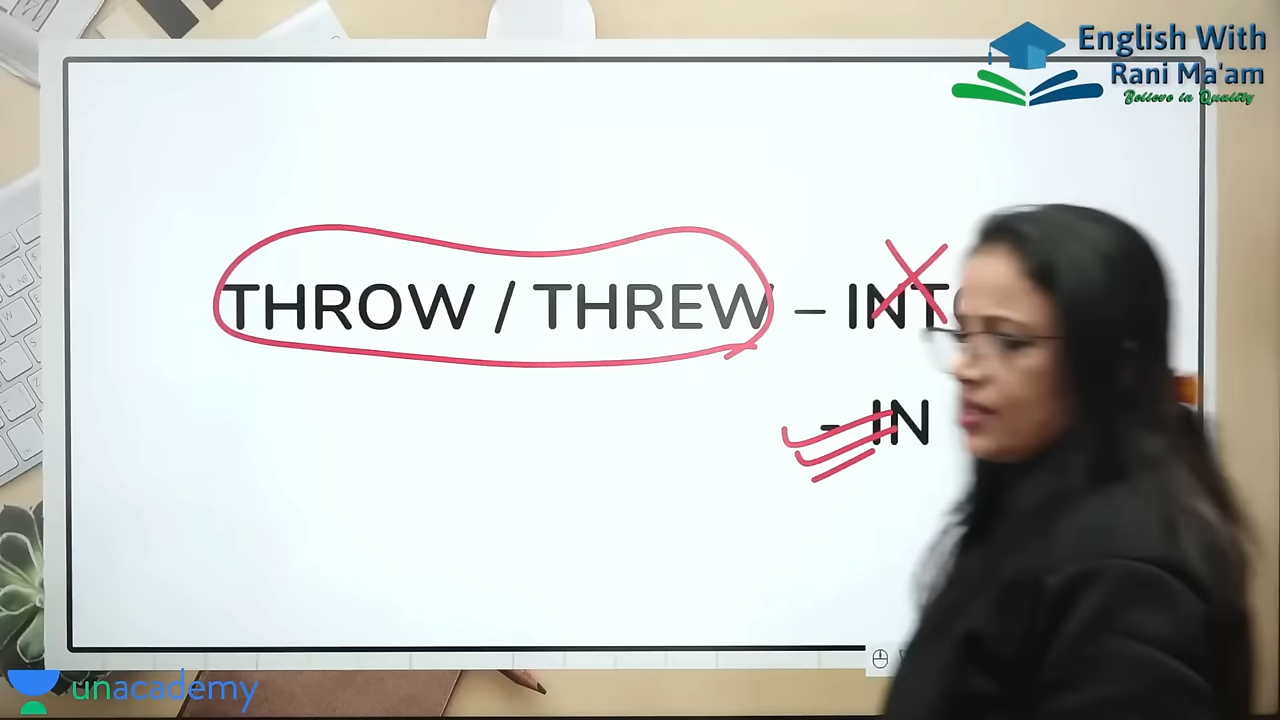 English With
Rani Ma'am
Believe in Quality
THROW / THREW – INT
- IN
unacademy